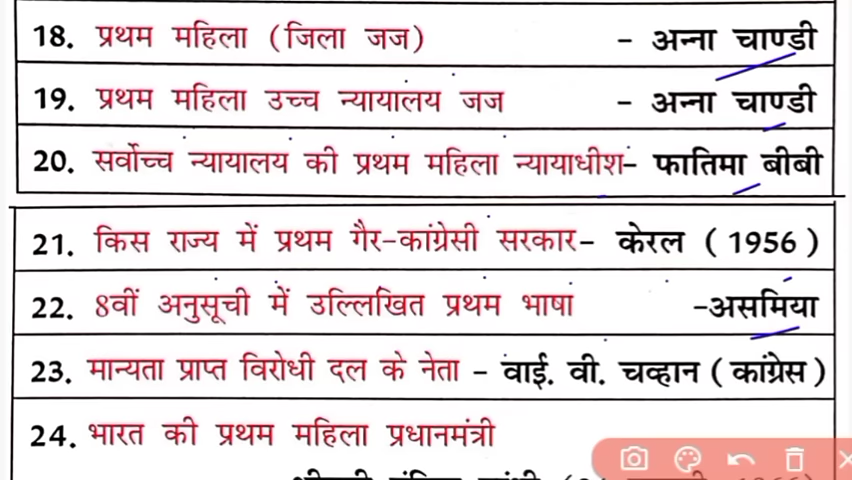 18. प्रथम महिला (जिला जज) - अन्ना चाण्डी
19. प्रथम महिला उच्च न्यायालय जज - अन्ना चाण्डी
20. सर्वोच्च न्यायालय की प्रथम महिला न्यायाधीश- फातिमा बीबी
21. किस राज्य में प्रथम गैर-कांग्रेसी सरकार- केरल ( 1956 )
22. 8वीं अनुसूची में उल्लिखित प्रथम भाषा -असमिया
23. मान्यता प्राप्त विरोधी दल के नेता - वाई. वी. चव्हान ( कांग्रेस )
24. भारत की प्रथम महिला प्रधानमंत्री